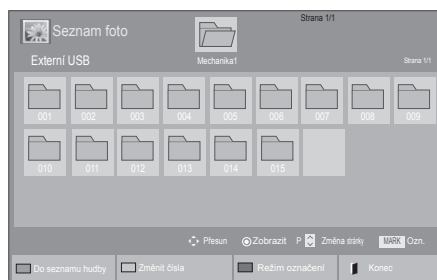 Seznam foto
Strana 1/1
Externí USB
Mechanika1
Strana 1/1
001 002 003 004 005 006 007 008 009
010 011 012 013 014 015
Přesun Zobrazit P Změna stránky MARK Ozn.
Do seznamu hudby Změnit čísla Režim označení Konec